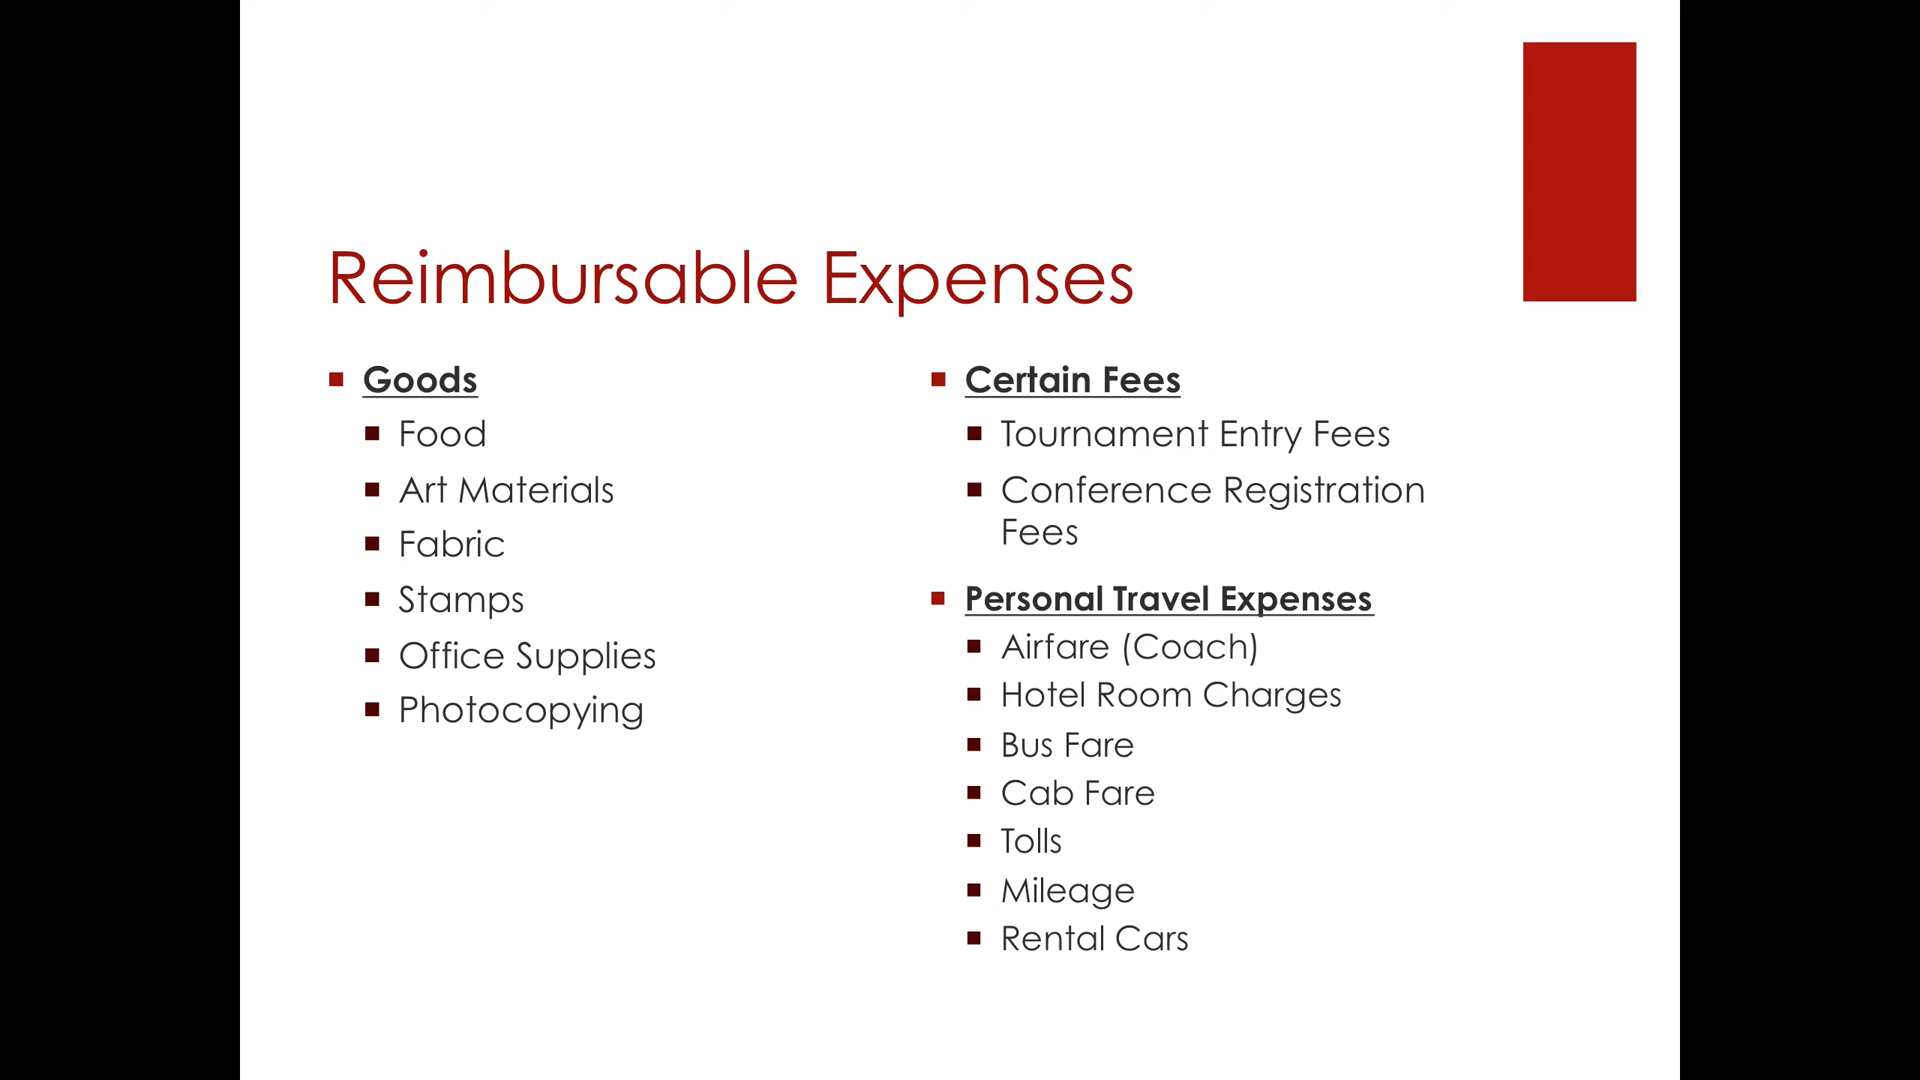 Reimbursable Expenses
Goods
Food
Art Materials
Fabric
Stamps
Office Supplies
Photocopying
Certain Fees
Tournament Entry Fees
Conference Registration
Fees
Personal Travel Expenses
Airfare (Coach)
Hotel Room Charges
Bus Fare
Cab Fare
Tolls
Mileage
Rental Cars